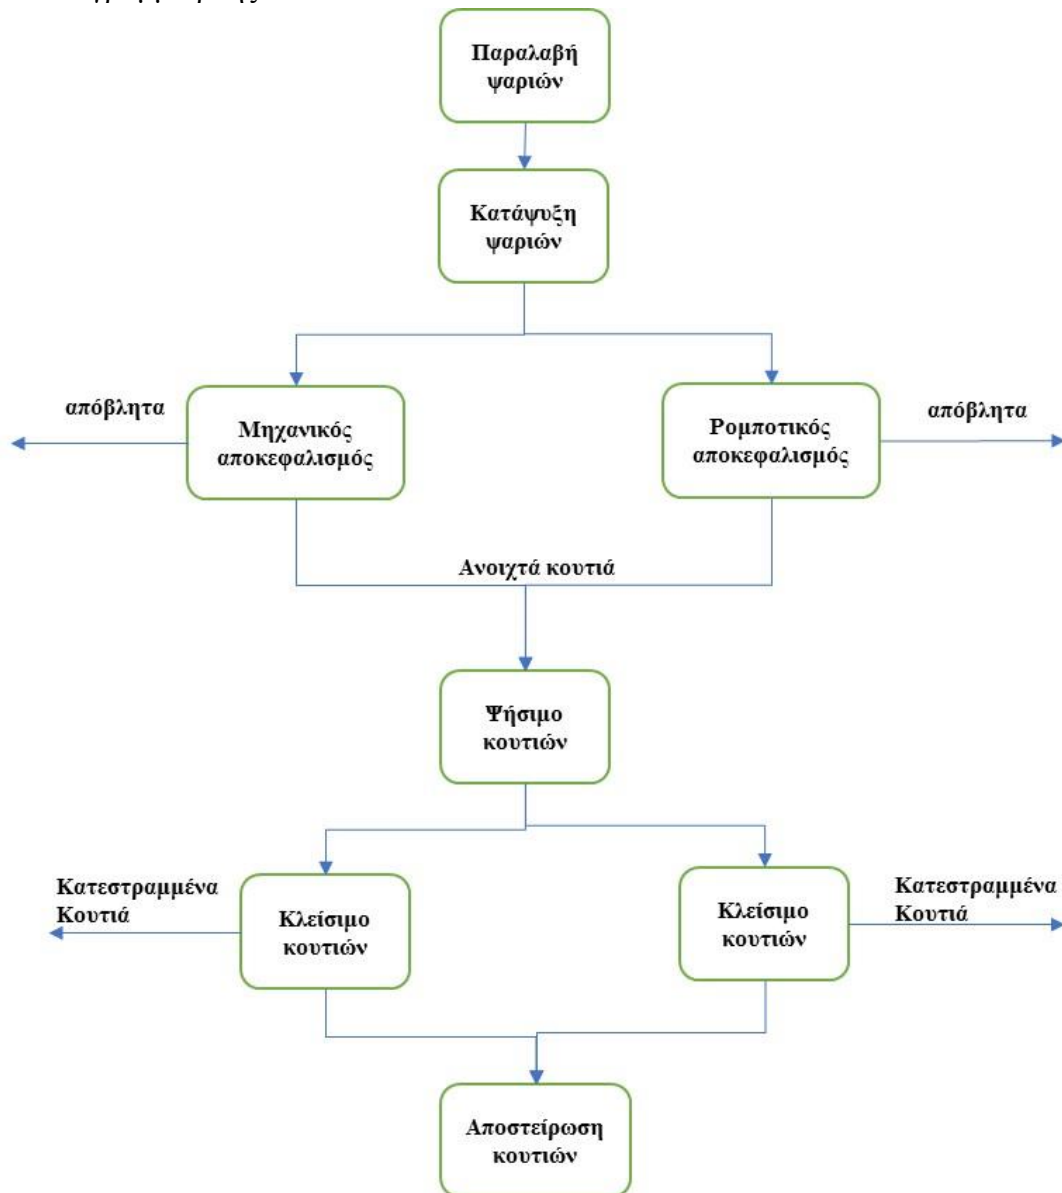 Παραλαβή
ψαριών
Κατάψυξη
ψαριών
απόβλητα
Μηχανικός
αποκεφαλισμός
Ρομποτικός
αποκεφαλισμός
απόβλητα
Ανοιχτά κουτιά
Ψήσιμο
κουτιών
Κατεστραμμένα
Κουτιά
Κλείσιμο
κουτιών
Κλείσιμο
κουτιών
Κατεστραμμένα
Κουτιά
Αποστείρωση
κουτιών